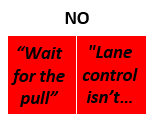 NO
“Wait
for the
pull”
"Lane
control
isn’t...